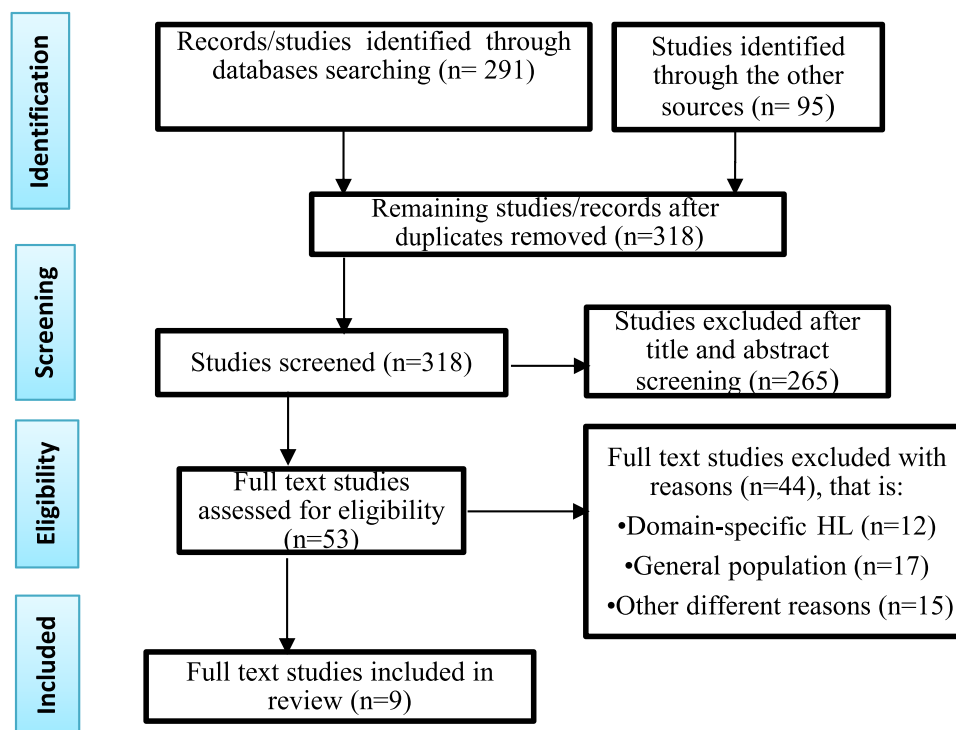 Identification
Records/studies identified through
databases searching (n= 291)
Studies identified
through the other
sources (n= 95)
Remaining studies/records after
duplicates removed (n=318)
Screening
Studies screened (n=318)
Studies excluded after
title and abstract
screening (n=265)
Eligibility
Full text studies
assessed for eligibility
(n=53)
Full text studies excluded with
reasons (n=44), that is:
•Domain-specific HL (n=12)
•General population (n=17)
•Other different reasons (n=15)
Included
Full text studies included in
review (n=9)